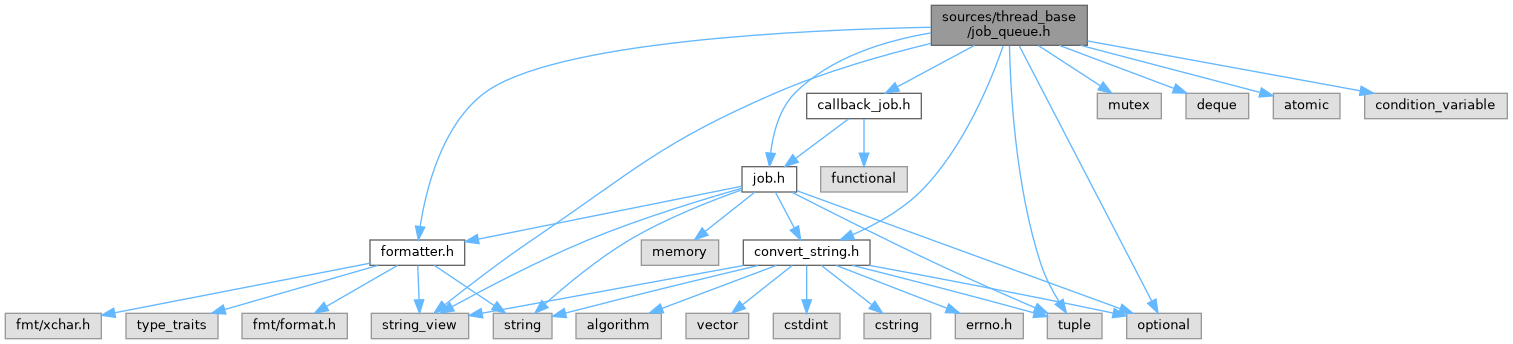 sources/thread_base
/job_queue.h
callback_job.h
mutex
deque
atomic
condition_variable
job.h
functional
formatter.h
memory
convert_string.h
fmt/xchar.h
type_traits
fmt/format.h
string_view
string
algorithm
vector
cstdint
cstring
errno.h
tuple
optional